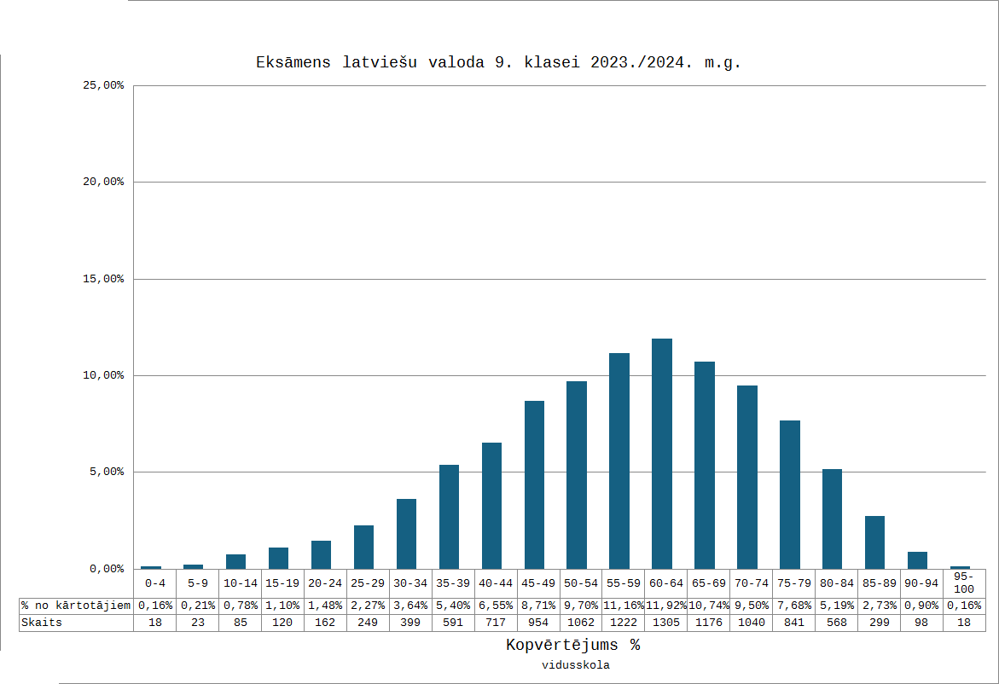 Eksāmens latviešu valoda 9. klasei 2023./2024. m.g.
25,00%
20,00%
15,00%
10,00%
5,00%
0,00%
0-4 5-9 10-14 15-19 20-24 25-29 30-34 35-39 40-44 45-49 50-54 55-59 60-64 65-69 70-74 75-79 80-84 85-89 90-94 95-
100
% no kārtotājiem 0,16% 0,21% 0,78% 1,10% 1,48% 2,27% 3,64% 5,40% 6,55% 8,71% 9,70% 11,16% 11,92% 10,74% 9,50% 7,68% 5,19% 2,73% 0,90% 0,16%
Skaits 18 23 85 120 162 249 399 591 717 954 1062 1222 1305 1176 1040 841 568 299 98 18
Kopvērtējums %
vidusskola